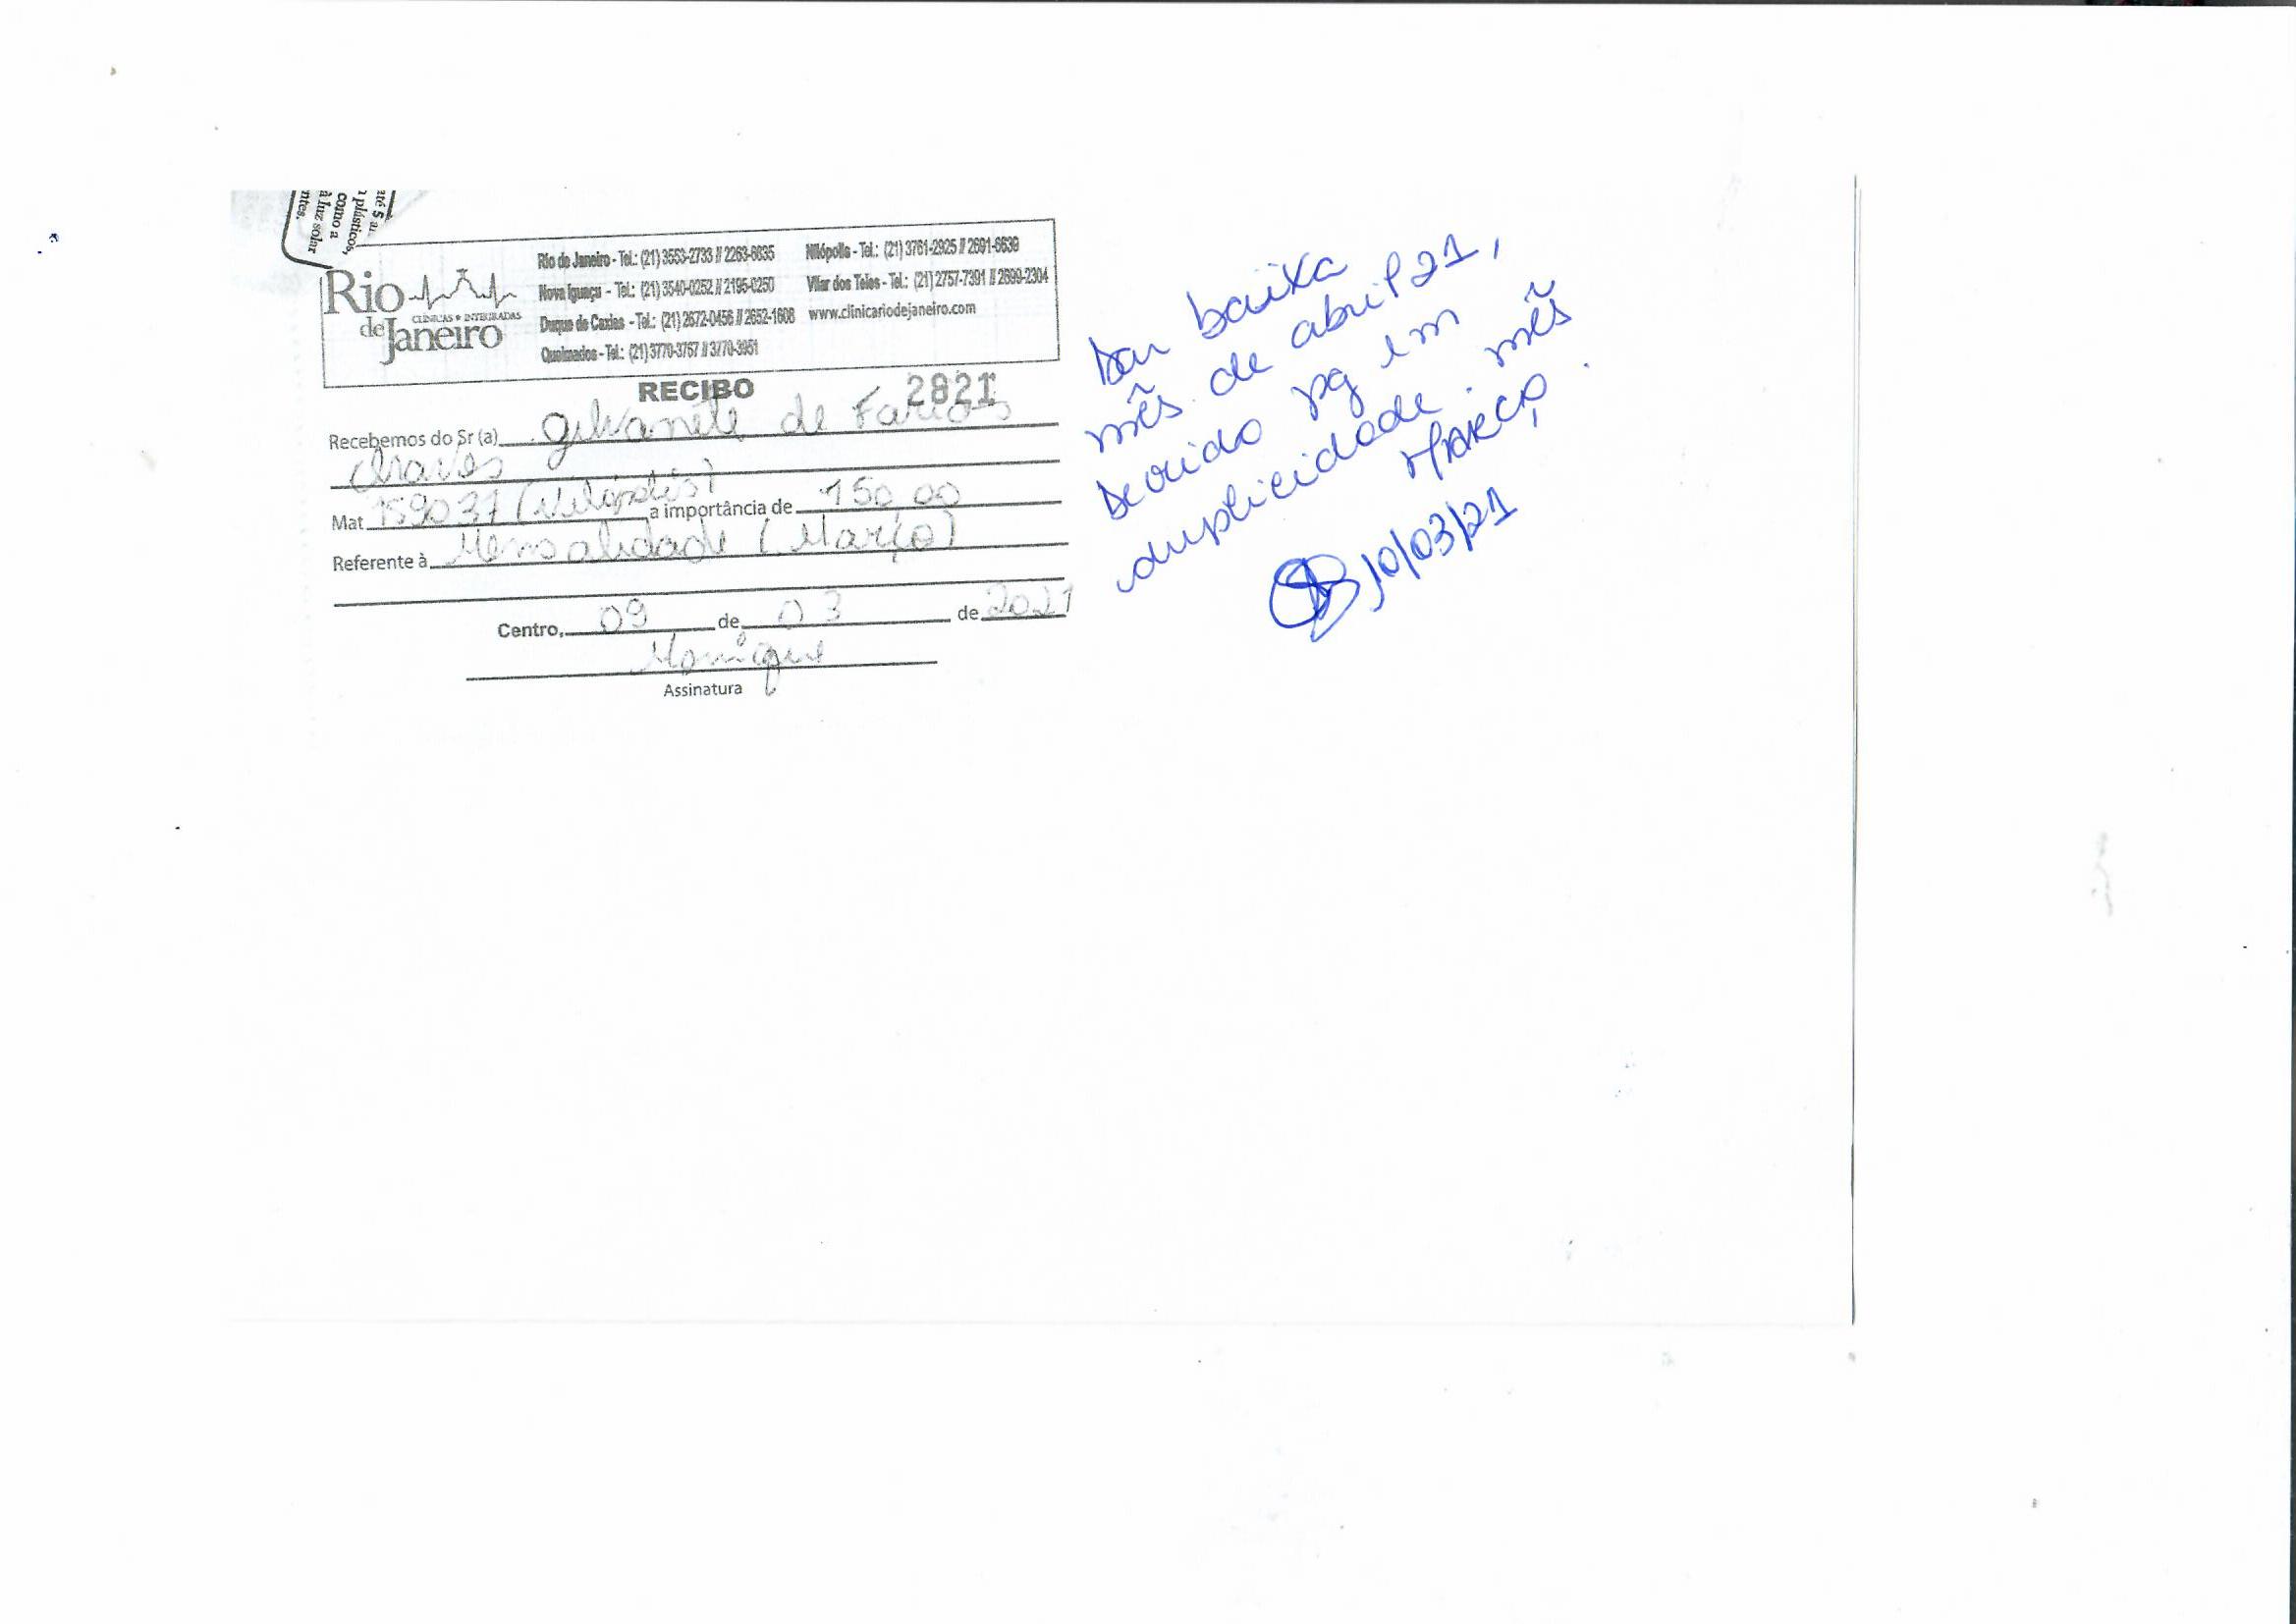 até 5 a
plásticos,
como a
à luz solar
ntes.
Rio
de Janeiro
CLÍNICAS INTEGRADAS
Rio de Janeiro - Tel.: (21) 3553-2733 // 2263-6635
Nova Iguaçu - Tel.: (21) 3540-0252 // 2195-0250
Duque de Caxias - Tel.: (21) 2672-0456 // 2652-1608
Queimados - Tel.: (21) 3770-3757 // 3770-3951
Nilópolis - Tel.: (21) 3761-2925 // 2691-6639
Vilar dos Teles - Tel.: (21) 2757-7391 // 2699-2304
www.clinicariodejaneiro.com
RECIBO 2821
Recebemos do Sr (a) Gilvanete de Farias
Chaves
Mat 159037 (Nilópolis) a importância de 150,00
Referente à Mensalidade (Março)
Centro, 09 de 03 de 2021
Monique
Assinatura
Dar baixa
mês de abril 21,
Devido pg em
duplicidade. mês
MARÇO.
10/03/21